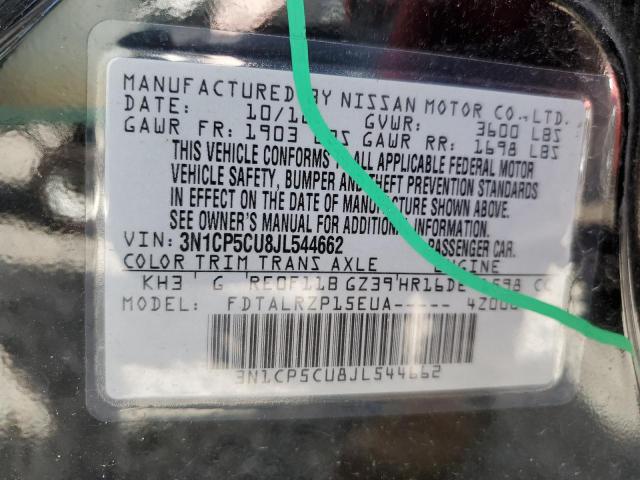 MANUFACTURED BY NISSAN MOTOR CO., LTD.
DATE: GVWR: 3600 LBS
GAWR FR: 1903 LBS GAWR RR: 1698 LBS
THIS VEHICLE CONFORMS TO ALL APPLICABLE FEDERAL MOTOR
VEHICLE SAFETY, BUMPER AND THEFT PREVENTION STANDARDS
IN EFFECT ON THE DATE OF MANUFACTURE SHOWN ABOVE.
SEE OWNER'S MANUAL FOR ADDITIONAL INFORMATION.
VIN: 3N1CP5CU8JL544662 PASSENGER CAR.
COLOR TRIM TRANS AXLE ENGINE
KH3 G RE0F11B GZ39 CC
MODEL: FDTALRZP15EUA-----
3N1CP5CU8JL544662